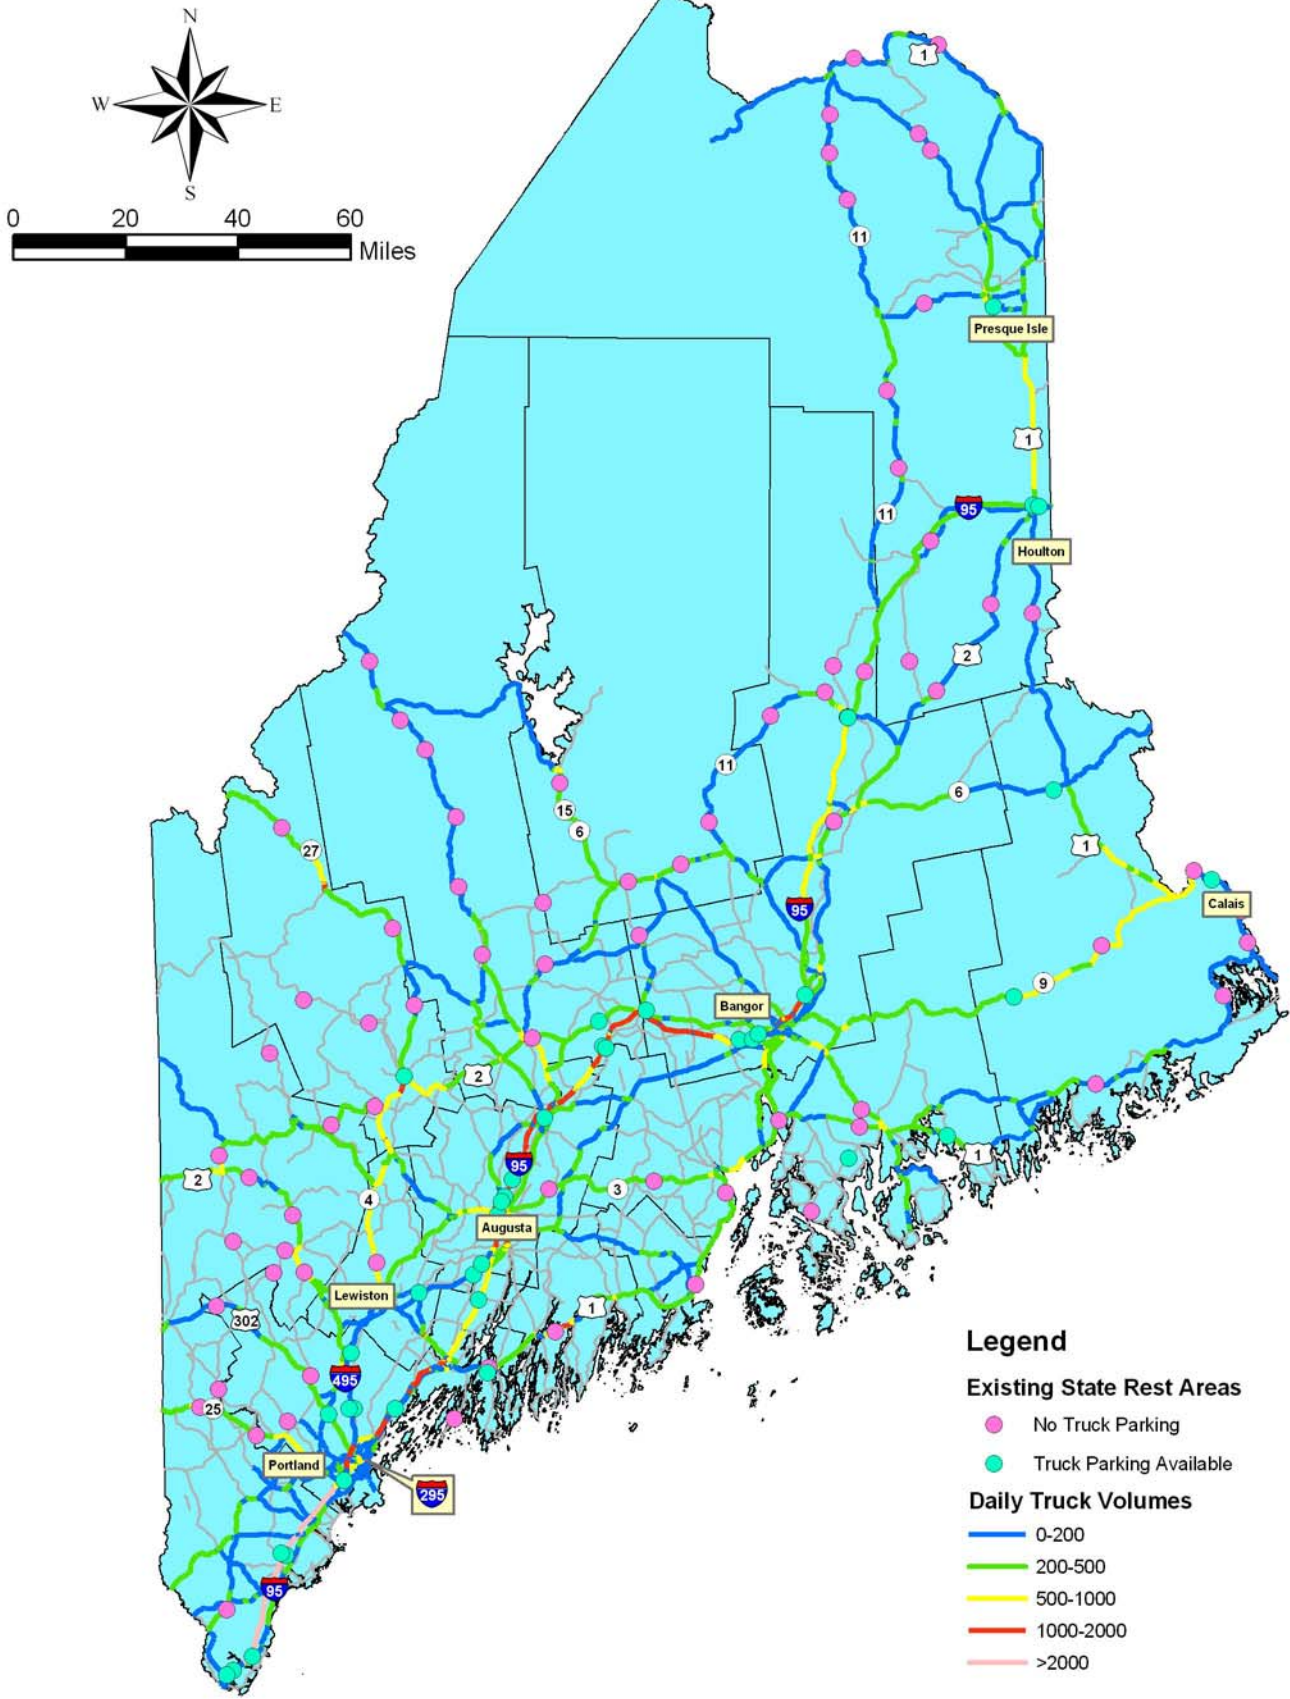 N
W E
S
0 20 40 60
Miles
1
11
Presque Isle
1
95
11
Houlton
2
11
6
15
6
1
27
95
Calais
9
Bangor
2
95
2
3
4
Augusta
1
Lewiston
1
302
495
25
Portland
295
95
Legend
Existing State Rest Areas
No Truck Parking
Truck Parking Available
Daily Truck Volumes
0-200
200-500
500-1000
1000-2000
>2000